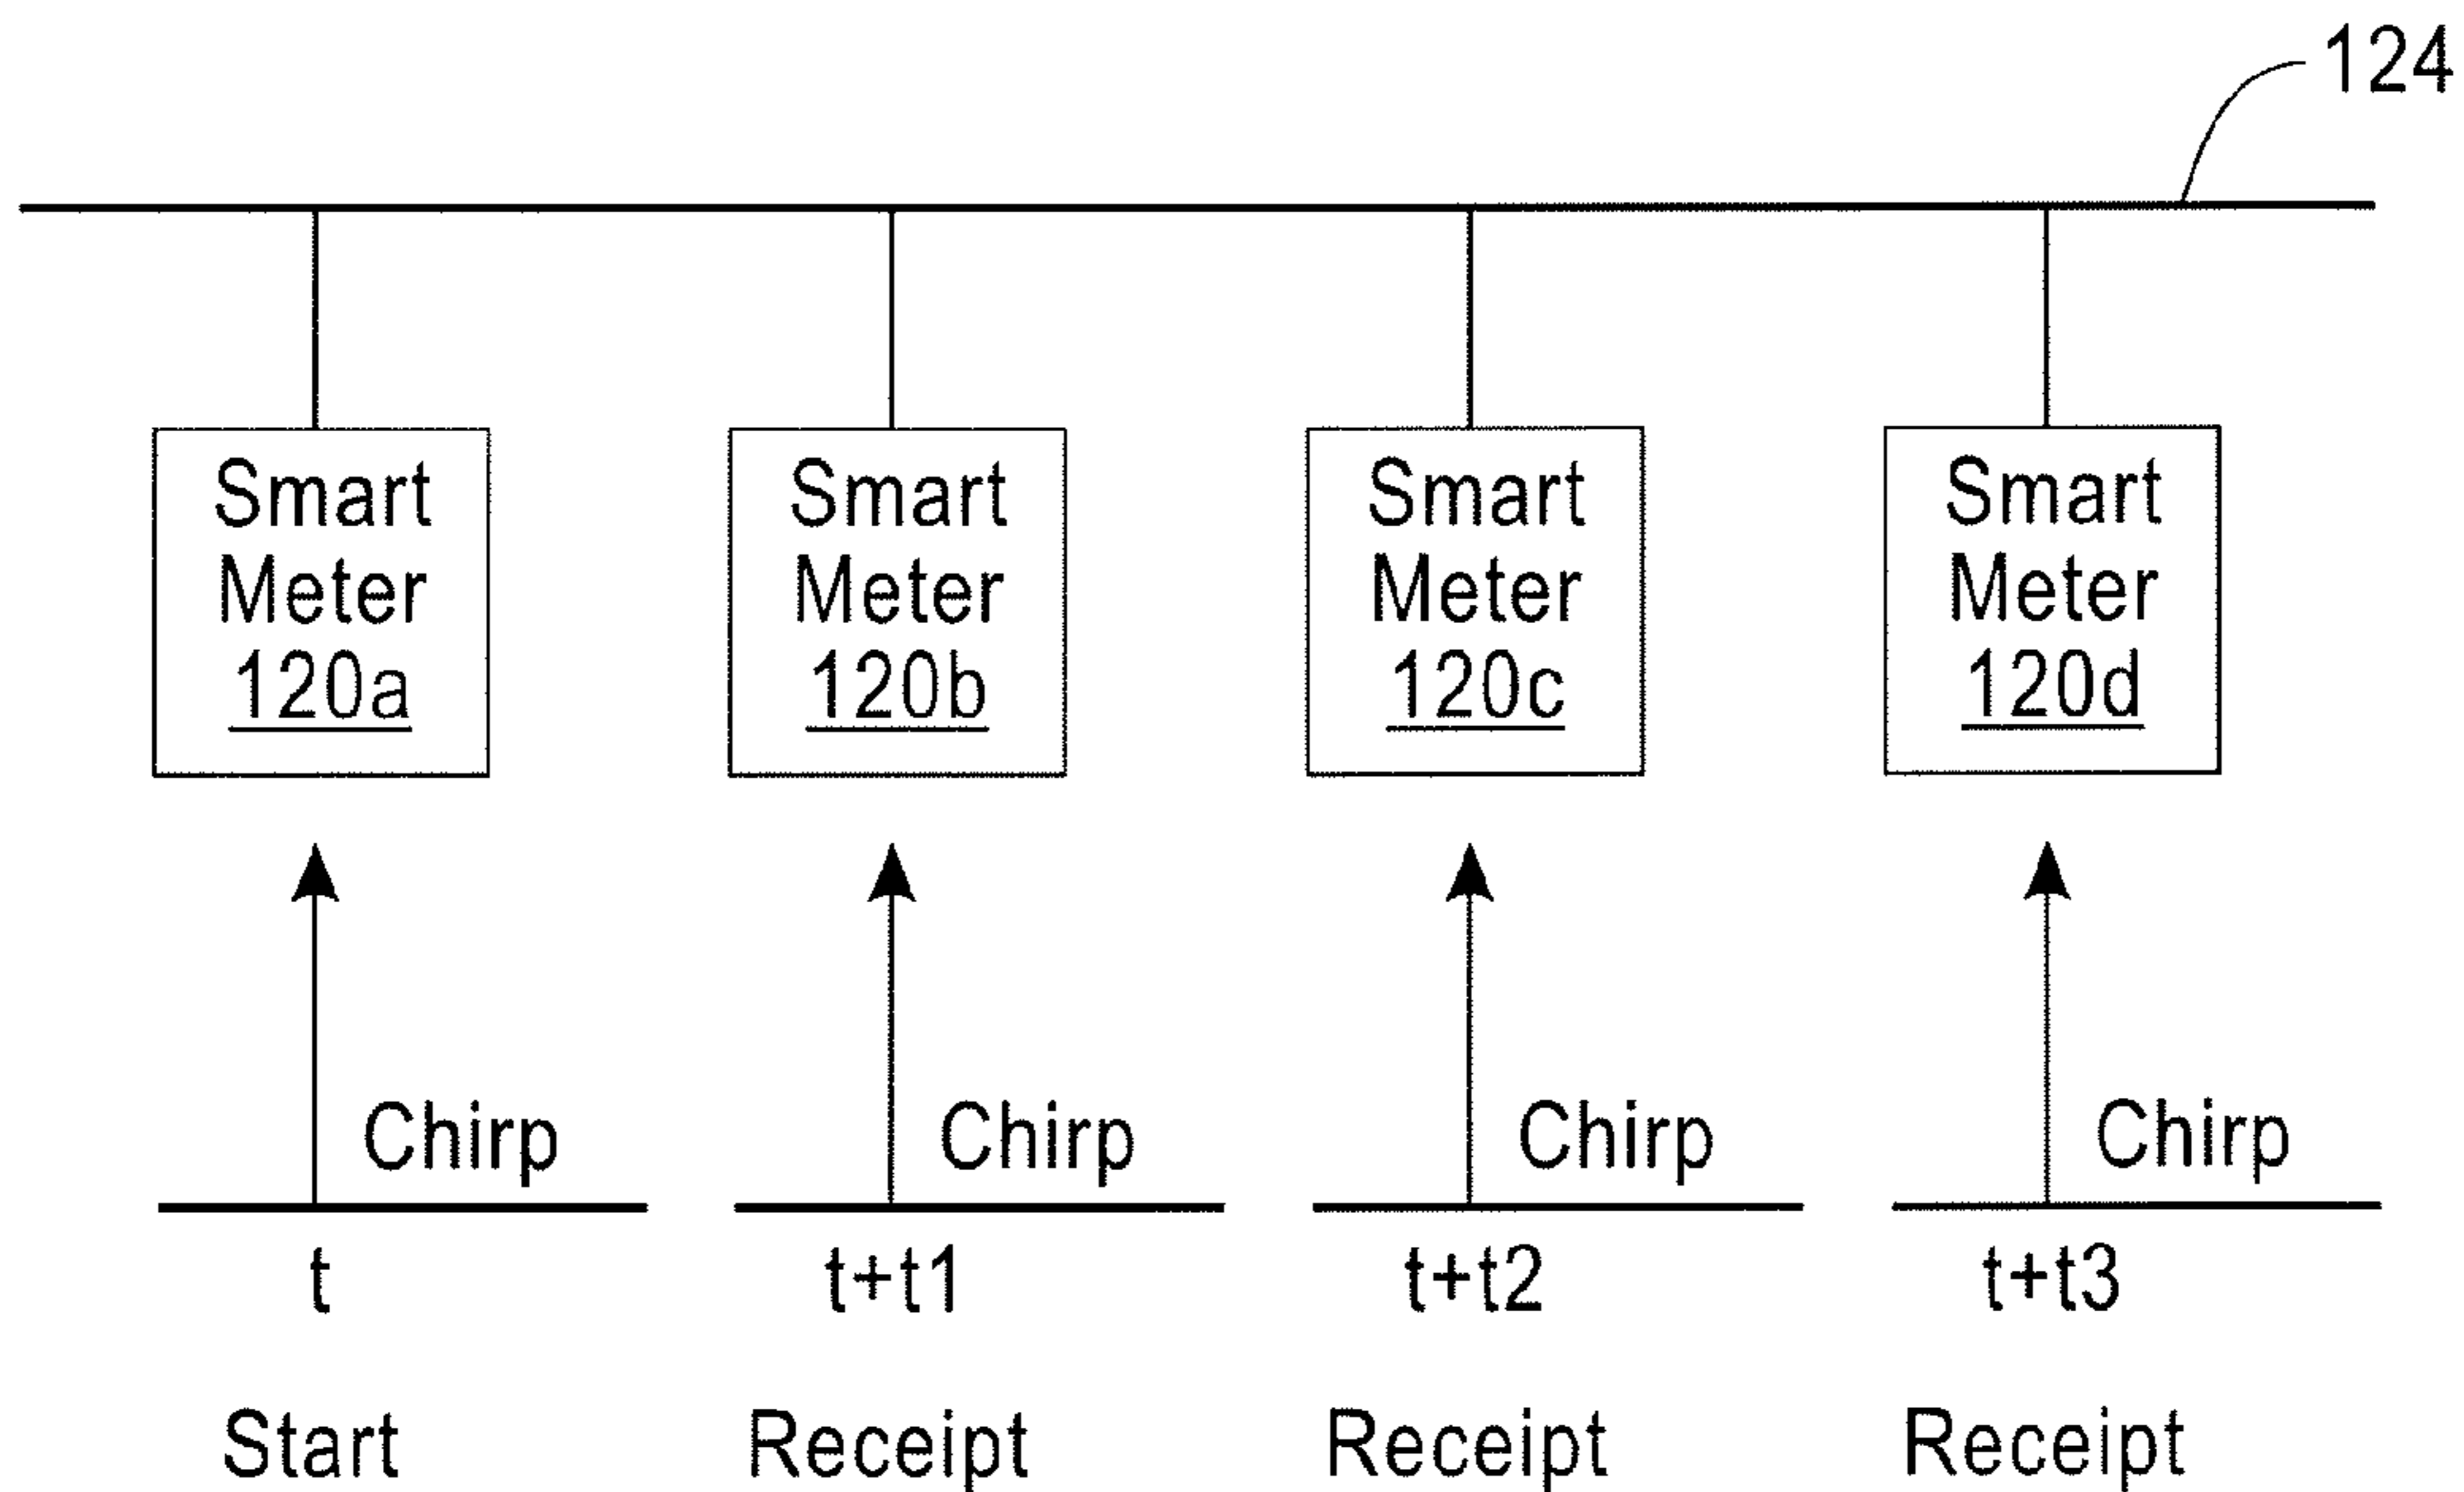 124
Smart
Meter
120a
Smart
Meter
120b
Smart
Meter
120c
Smart
Meter
120d
Chirp
Chirp
Chirp
Chirp
t
t+t1
t+t2
t+t3
Start
Receipt
Receipt
Receipt